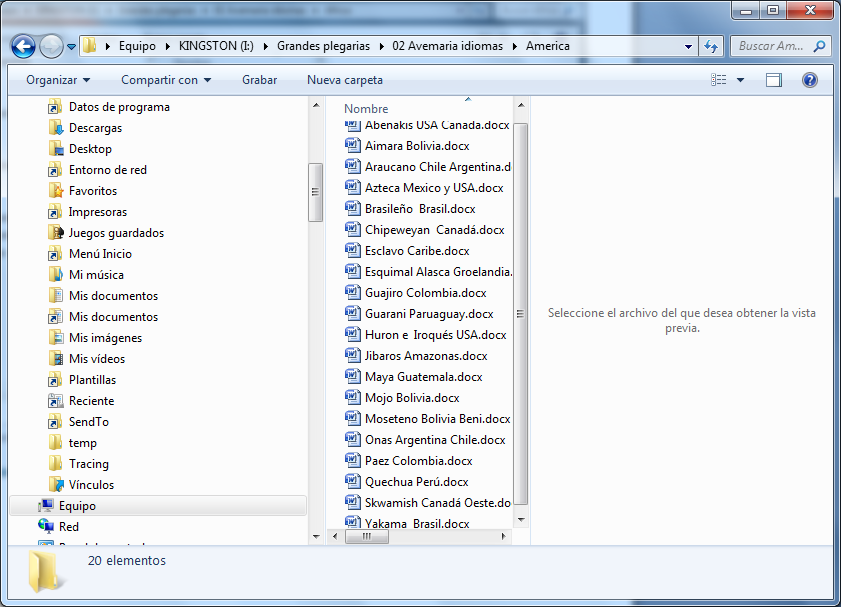 Equipo ▸ KINGSTON (I:) ▸ Grandes plegarias ▸ 02 Avemaria idiomas ▸ America
Buscar Am...
Organizar Compartir con Grabar Nueva carpeta
Datos de programa
Descargas
Desktop
Entorno de red
Favoritos
Impresoras
Juegos guardados
Menú Inicio
Mi música
Mis documentos
Mis documentos
Mis imágenes
Mis vídeos
Plantillas
Reciente
SendTo
temp
Tracing
Vínculos
Equipo
Red
Nombre
Abenakis USA Canada.docx
Aimara Bolivia.docx
Araucano Chile Argentina.d
Azteca Mexico y USA.docx
Brasileño  Brasil.docx
Chipeweyan  Canadá.docx
Esclavo Caribe.docx
Esquimal Alasca Groelandia.
Guajiro Colombia.docx
Guarani Paruaguay.docx
Huron e  Iroqués USA.docx
Jibaros Amazonas.docx
Maya Guatemala.docx
Mojo Bolivia.docx
Moseteno Bolivia Beni.docx
Onas Argentina Chile.docx
Paez Colombia.docx
Quechua Perú.docx
Skwamish Canadá Oeste.do
Yakama  Brasil.docx
Seleccione el archivo del que desea obtener la vista
previa.
20 elementos